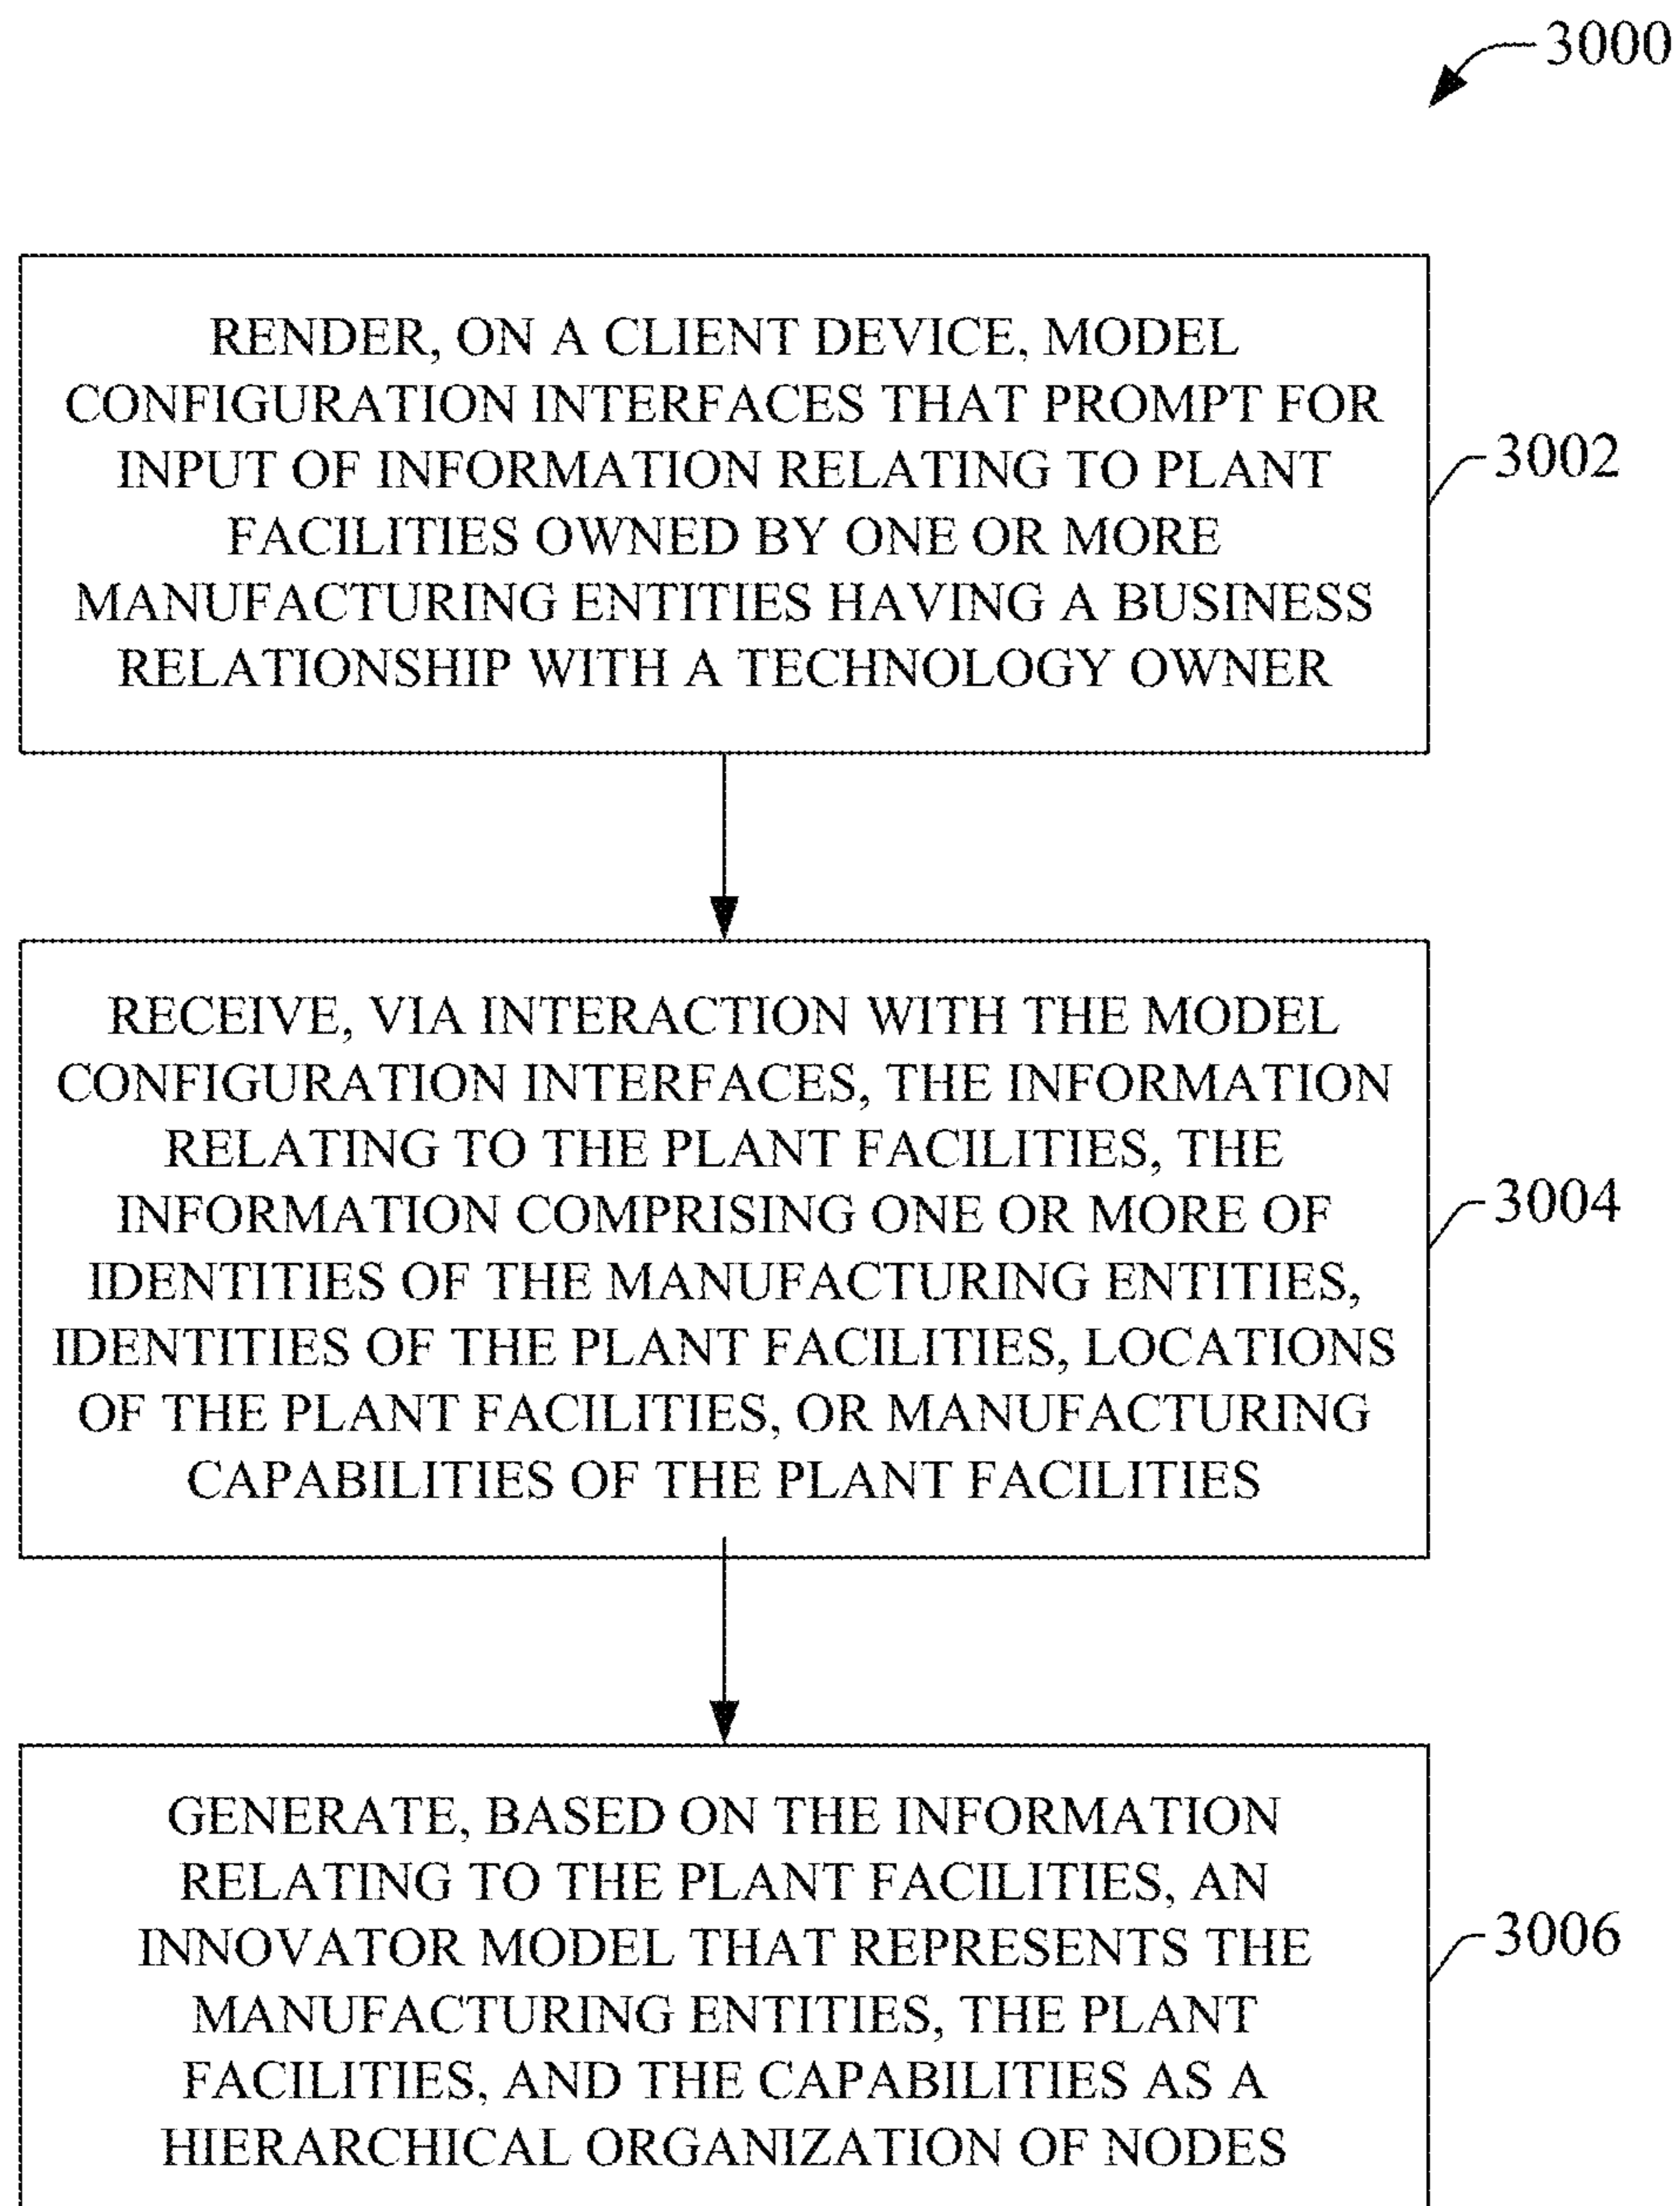 3000
RENDER, ON A CLIENT DEVICE, MODEL
CONFIGURATION INTERFACES THAT PROMPT FOR
INPUT OF INFORMATION RELATING TO PLANT
FACILITIES OWNED BY ONE OR MORE
MANUFACTURING ENTITIES HAVING A BUSINESS
RELATIONSHIP WITH A TECHNOLOGY OWNER
3002
RECEIVE, VIA INTERACTION WITH THE MODEL
CONFIGURATION INTERFACES, THE INFORMATION
RELATING TO THE PLANT FACILITIES, THE
INFORMATION COMPRISING ONE OR MORE OF
IDENTITIES OF THE MANUFACTURING ENTITIES,
IDENTITIES OF THE PLANT FACILITIES, LOCATIONS
OF THE PLANT FACILITIES, OR MANUFACTURING
CAPABILITIES OF THE PLANT FACILITIES
3004
GENERATE, BASED ON THE INFORMATION
RELATING TO THE PLANT FACILITIES, AN
INNOVATOR MODEL THAT REPRESENTS THE
MANUFACTURING ENTITIES, THE PLANT
FACILITIES, AND THE CAPABILITIES AS A
HIERARCHICAL ORGANIZATION OF NODES
3006